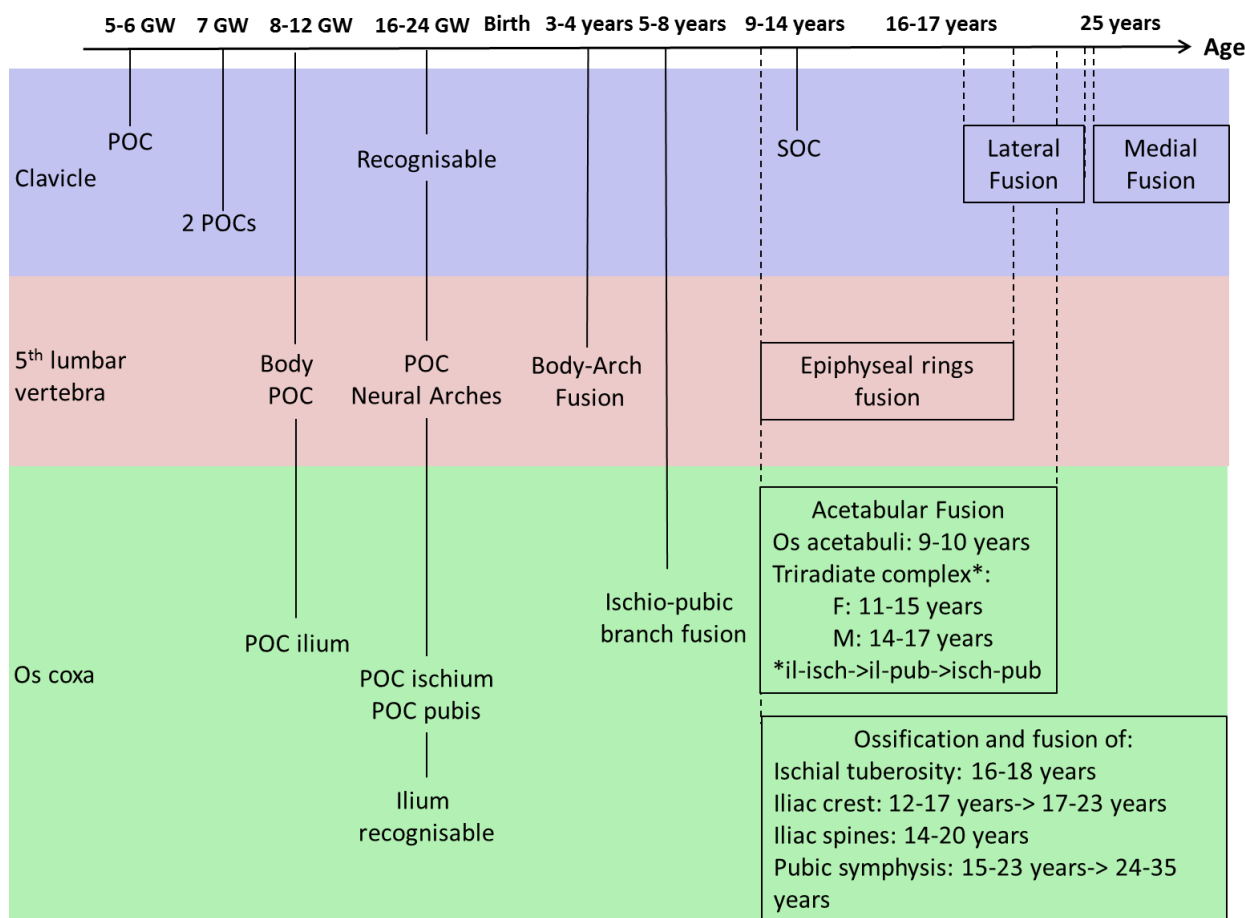 5-6 GW 7 GW 8-12 GW 16-24 GW Birth 3-4 years 5-8 years 9-14 years 16-17 years 25 years
Age
Clavicle
POC
2 POCs
Recognisable
SOC
Lateral
Fusion
Medial
Fusion
5th lumbar
vertebra
Body
POC
POC
Neural Arches
Body-Arch
Fusion
Epiphyseal rings
fusion
Os coxa
POC ilium
POC ischium
POC pubis
Ilium
recognisable
Ischio-pubic
branch fusion
Acetabular Fusion
Os acetabuli: 9-10 years
Triradiate complex*:
F: 11-15 years
M: 14-17 years
*il-isch->il-pub->isch-pub
Ossification and fusion of:
Ischial tuberosity: 16-18 years
Iliac crest: 12-17 years-> 17-23 years
Iliac spines: 14-20 years
Pubic symphysis: 15-23 years-> 24-35
years